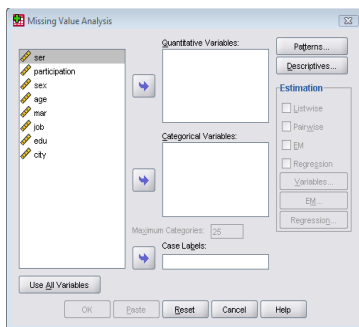 Missing Value Analysis
ser
participation
sex
age
mar
job
edu
city
Use All Variables
Quantitative Variables:
Categorical Variables:
Maximum Categories: 25
Case Labels:
Patterns...
Descriptives...
Estimation
Listwise
Pairwise
EM
Regression
Variables...
EM...
Regression...
OK Paste Reset Cancel Help